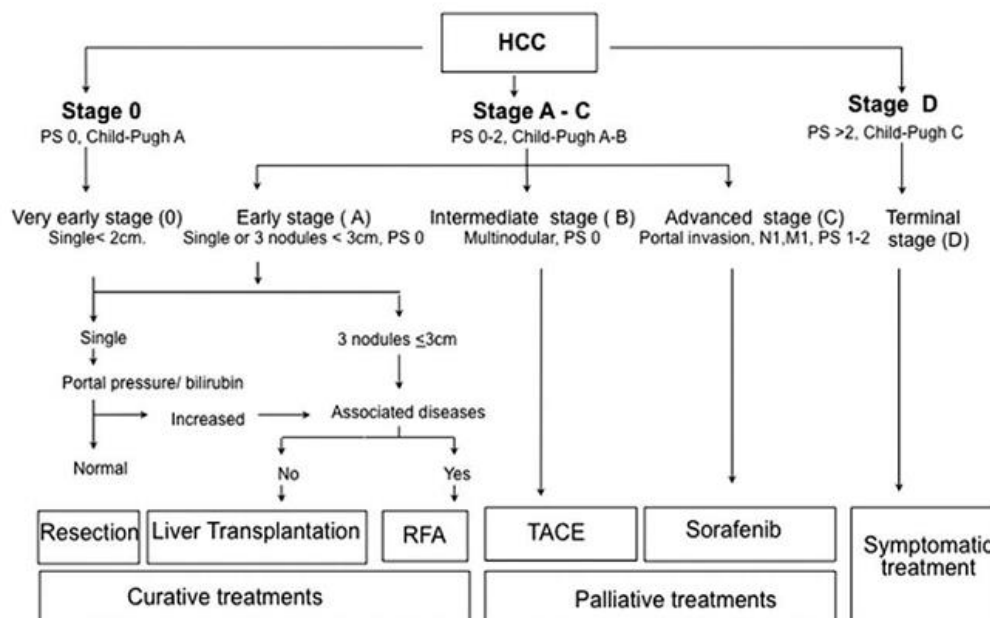 HCC
Stage 0
PS 0, Child-Pugh A
Stage A - C
PS 0-2, Child-Pugh A-B
Stage D
PS >2, Child-Pugh C
Very early stage (0)
Single< 2cm.
Early stage ( A)
Single or 3 nodules < 3cm, PS 0
Intermediate stage ( B)
Multinodular, PS 0
Advanced stage (C)
Portal invasion, N1,M1, PS 1-2
Terminal
stage (D)
Single
3 nodules ≤3cm
Portal pressure/ bilirubin
Increased
Associated diseases
Normal
No
Yes
Resection
Liver Transplantation
RFA
TACE
Sorafenib
Symptomatic
treatment
Curative treatments
Palliative treatments